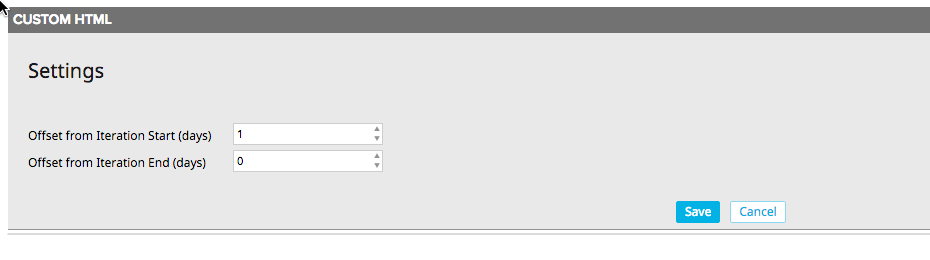 CUSTOM HTML
Settings
Offset from Iteration Start (days) 1
Offset from Iteration End (days) 0
Save Cancel